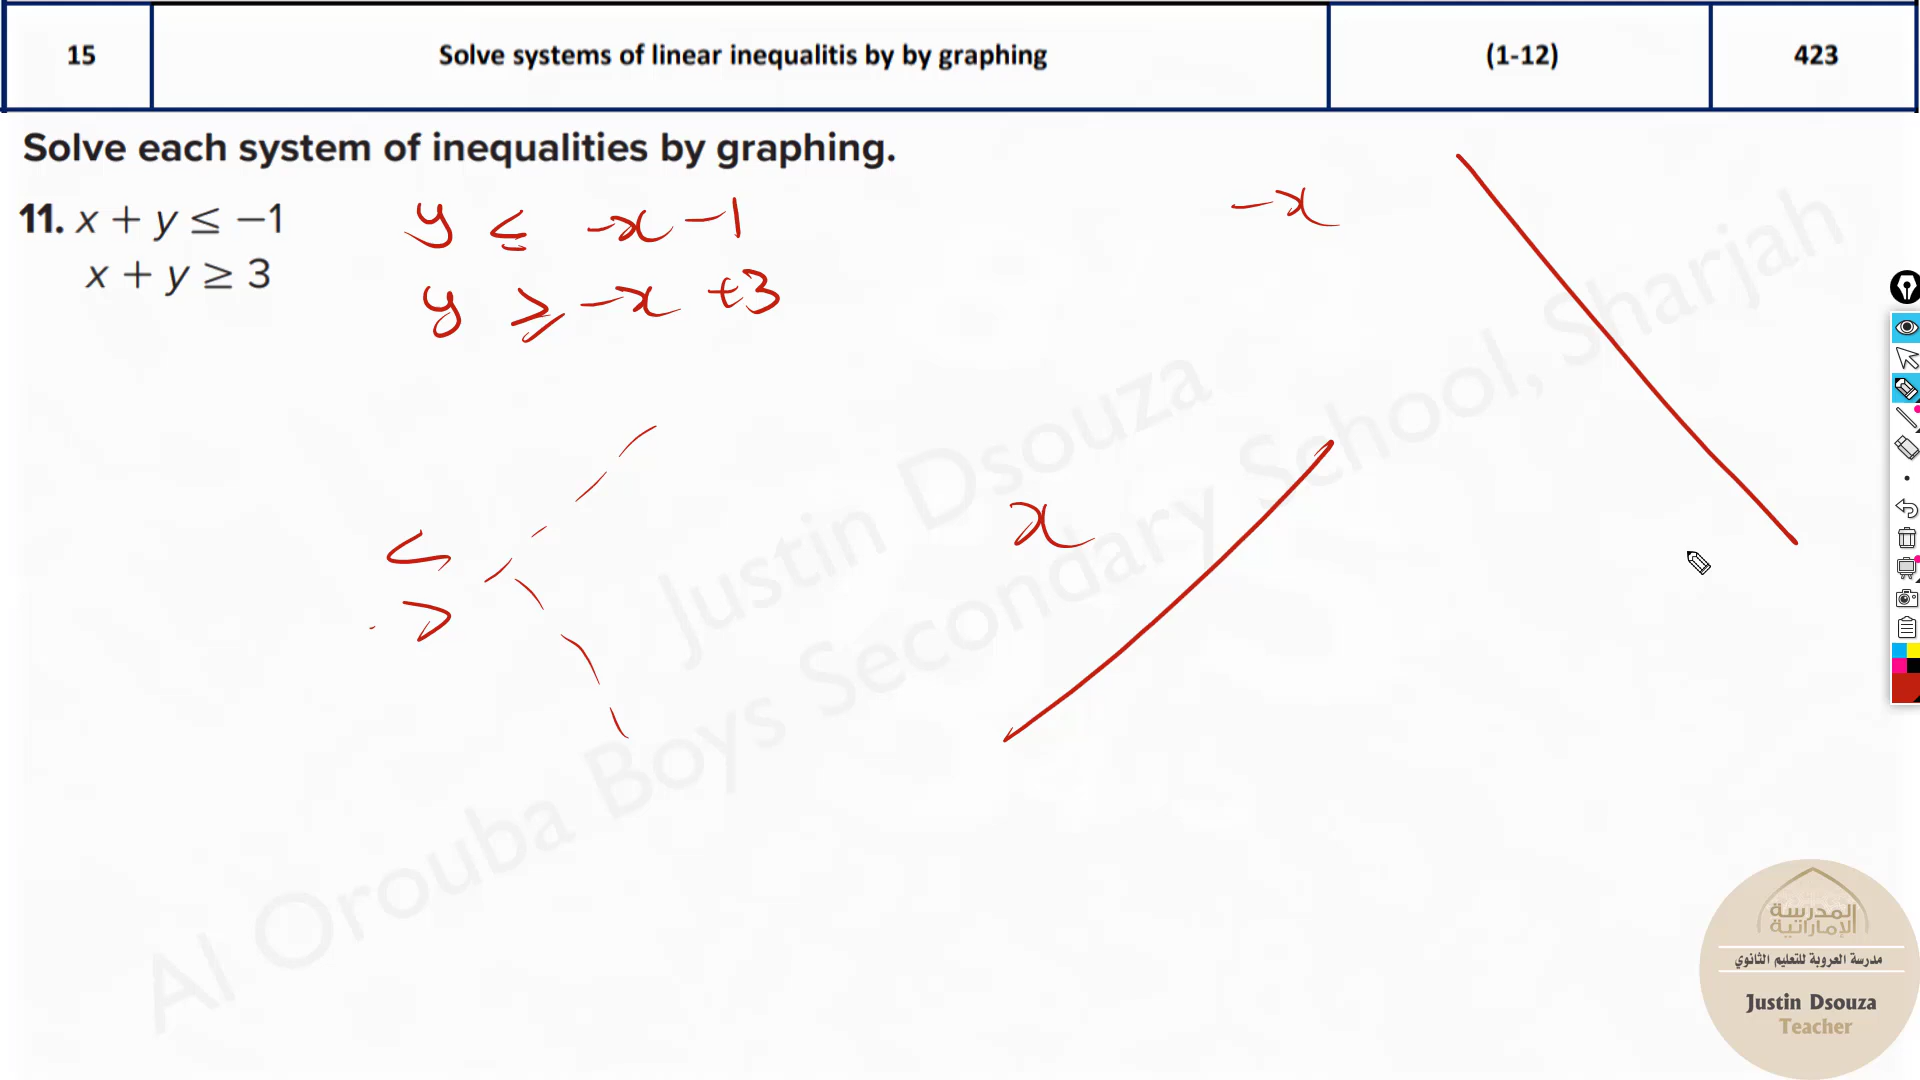 15 Solve systems of linear inequalitis by by graphing (1-12) 423
Solve each system of inequalities by graphing.
11. x + y ≤ −1
x + y ≥ 3
y ≤ -x -1
y ≥ -x +3
-x
x
<
>
Justin Dsouza
Al Orouba Boys Secondary School, Sharjah
المدرسة
الإماراتية
مدرسة العروبة للتعليم الثانوي
Justin Dsouza
Teacher